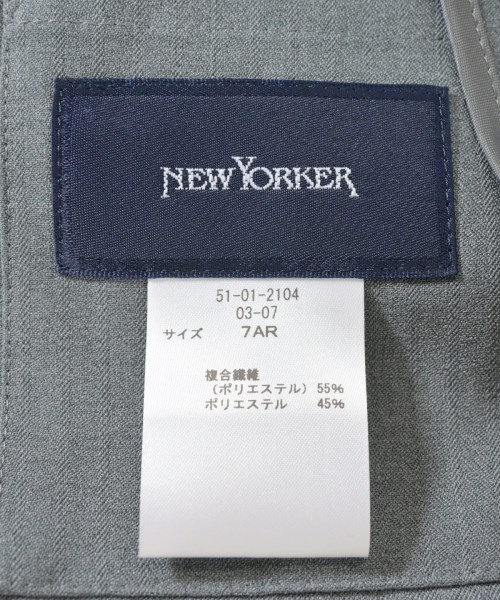 NEWYORKER
51-01-2104
03-07
サイズ 7AR
複合繊維
(ポリエステル) 55%
ポリエステル 45%